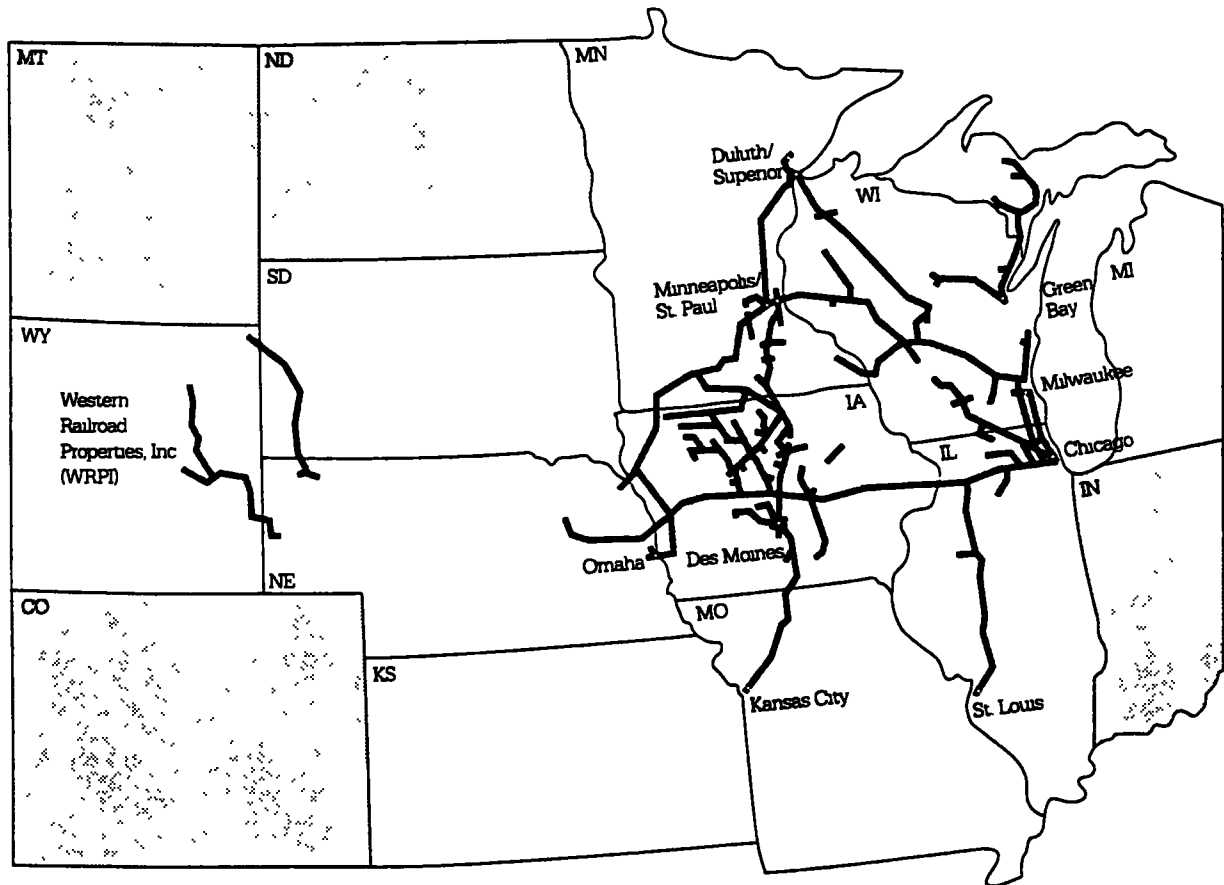 MT
ND
MN
Duluth/
Superior
WI
SD
Minneapolis/
St. Paul
MI
Green
Bay
WY
Western
Railroad
Properties, Inc
(WRPI)
Milwaukee
IA
IL
Chicago
IN
Omaha
Des Moines
NE
CO
MO
KS
Kansas City
St. Louis